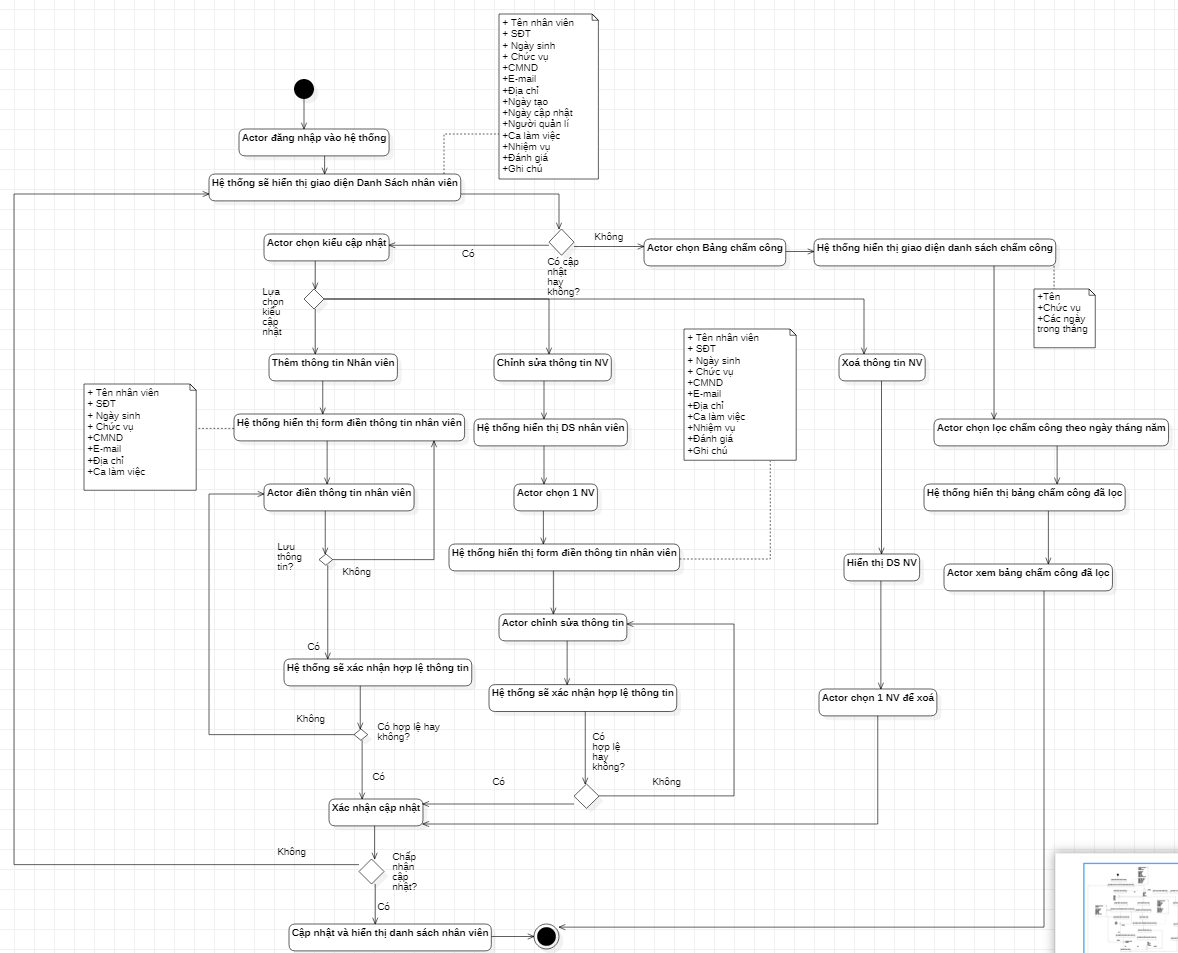 + Tên nhân viên
+ SĐT
+ Ngày sinh
+ Chức vụ
+CMND
+E-mail
+Địa chỉ
+Ngày tạo
+Ngày cập nhật
+Người quản lí
+Ca làm việc
+Nhiệm vụ
+Đánh giá
+Ghi chú
Actor đăng nhập vào hệ thống
Hệ thống sẽ hiển thị giao diện Danh Sách nhân viên
Actor chọn kiểu cập nhật
Có
Có cập
nhật
hay
không?
Không
Actor chọn Bảng chấm công
Hệ thống hiển thị giao diện danh sách chấm công
+Tên
+Chức vụ
+Các ngày
trong tháng
Lựa
chọn
kiểu
cập
nhật
Thêm thông tin Nhân viên
Chỉnh sửa thông tin NV
+ Tên nhân viên
+ SĐT
+ Ngày sinh
+ Chức vụ
+CMND
+E-mail
+Địa chỉ
+Ca làm việc
+Nhiệm vụ
+Đánh giá
+Ghi chú
Xoá thông tin NV
+ Tên nhân viên
+ SĐT
+ Ngày sinh
+ Chức vụ
+CMND
+E-mail
+Địa chỉ
+Ca làm việc
Hệ thống hiển thị form điền thông tin nhân viên
Hệ thống hiển thị DS nhân viên
Actor chọn lọc chấm công theo ngày tháng năm
Actor điền thông tin nhân viên
Actor chọn 1 NV
Hệ thống hiển thị bảng chấm công đã lọc
Lưu
thông
tin?
Không
Hệ thống hiển thị form điền thông tin nhân viên
Hiển thị DS NV
Actor xem bảng chấm công đã lọc
Actor chỉnh sửa thông tin
Có
Hệ thống sẽ xác nhận hợp lệ thông tin
Hệ thống sẽ xác nhận hợp lệ thông tin
Actor chọn 1 NV để xoá
Không
Có hợp lệ hay
không?
Có
hợp lệ
hay
không?
Có
Có
Không
Xác nhận cập nhật
Không
Chấp
nhận
cập
nhật?
Có
Cập nhật và hiển thị danh sách nhân viên